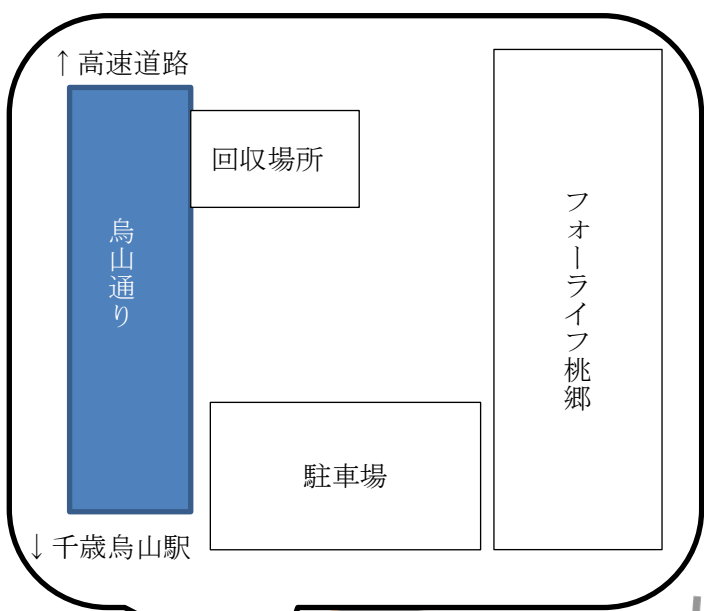 ↑高速道路
回収場所
烏山通り
フォーライフ桃郷
駐車場
↓千歳烏山駅